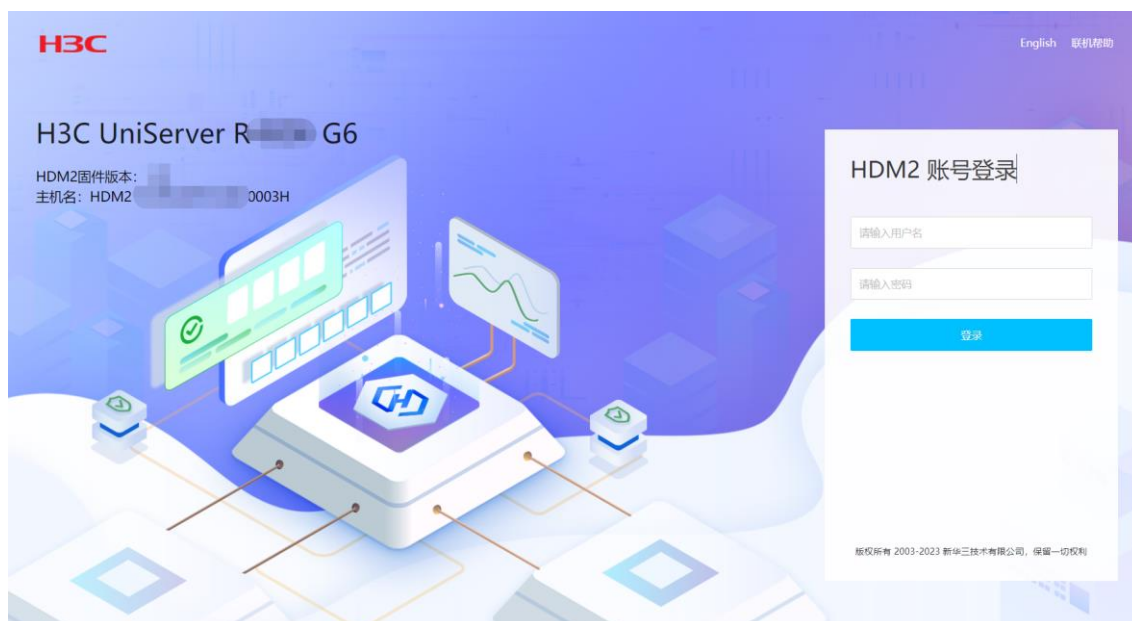 H3C
English 联机帮助
H3C UniServer R G6
HDM2固件版本：
主机名：HDM2 0003H
HDM2 账号登录
请输入用户名
请输入密码
登录
版权所有 2003-2023 新华三技术有限公司，保留一切权利